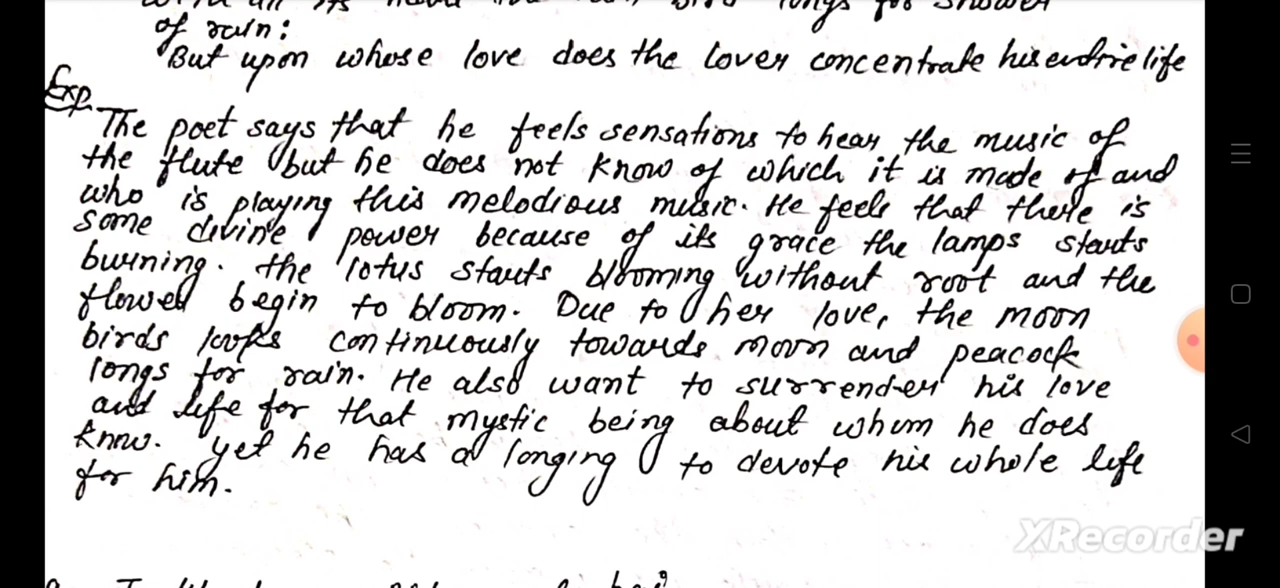 of rain:
But upon whose love does the lover concentrate his entire life
Exp.
The poet says that he feels sensations to hear the music of
the flute but he does not know of which it is made of and
who is playing this melodious music. He feels that there is
some divine power because of its grace the lamps starts
burning. the lotus starts blooming without root and the
flower begin to bloom. Due to her love, the moon
birds looks continuously towards moon and peacock
longs for rain. He also want to surrender his love
and life for that mystic being about whom he does
know. yet he has a longing to devote his whole life
for him.
XRecorder